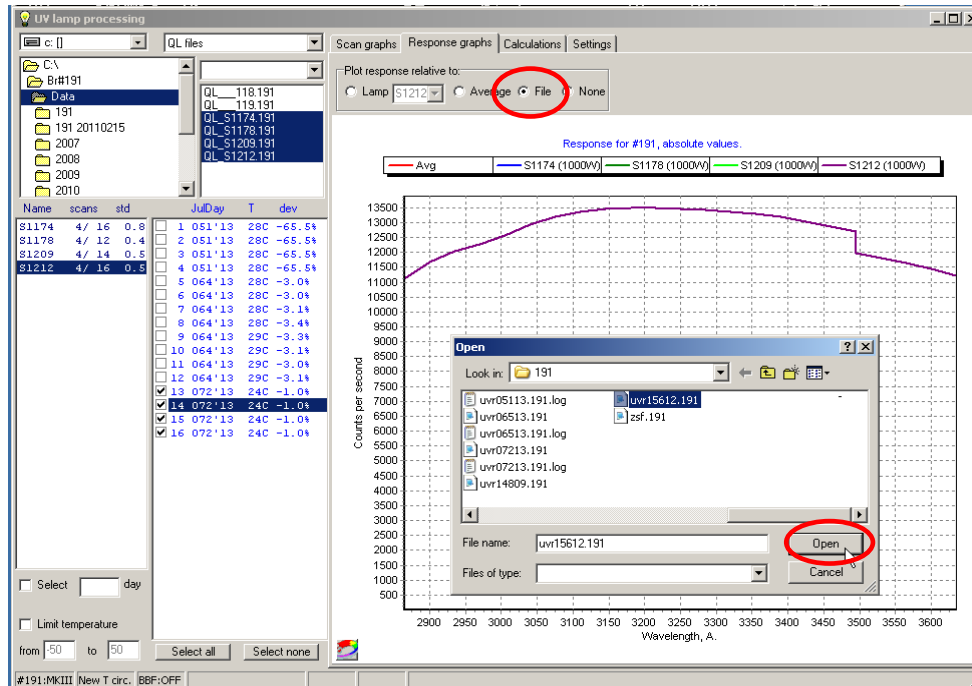 UV lamp processing
c: []
QL files
Scan graphs Response graphs Calculations Settings
C:\
Br#191
Data
191
191 20110215
2007
2008
2009
2010
QL___118.191
QL___119.191
QL_S1174.191
QL_S1178.191
QL_S1209.191
QL_S1212.191
Plot response relative to:
Lamp S1212 Average File None
Response for #191, absolute values.
Avg S1174 (1000W) S1178 (1000W) S1209 (1000W) S1212 (1000W)
Name scans std
S1174 4/ 16 0.8
S1178 4/ 12 0.4
S1209 4/ 14 0.5
S1212 4/ 16 0.5
JulDay T dev
1 051'13 28C -65.5%
2 051'13 28C -65.5%
3 051'13 28C -65.5%
4 051'13 28C -65.5%
5 064'13 28C -3.0%
6 064'13 28C -3.0%
7 064'13 28C -3.1%
8 064'13 28C -3.4%
9 064'13 29C -3.3%
10 064'13 29C -3.1%
11 064'13 29C -3.0%
12 064'13 29C -3.1%
13 072'13 24C -1.0%
14 072'13 24C -1.0%
15 072'13 24C -1.0%
16 072'13 24C -1.0%
Select day
Limit temperature
from -50 to 50
Select all Select none
#191:MKIII New T circ. BBF:OFF
Counts per second
13500
13000
12500
12000
11500
11000
10500
10000
9500
9000
8500
8000
7500
7000
6500
6000
5500
5000
4500
4000
3500
3000
2500
2000
1500
1000
500
2900 2950 3000 3050 3100 3150 3200 3250 3300 3350 3400 3450 3500 3550 3600
Wavelength, A.
Open
Look in: 191
uvr05113.191.log
uvr06513.191
uvr06513.191.log
uvr07213.191
uvr07213.191.log
uvr14809.191
uvr15612.191
zsf.191
File name: uvr15612.191
Open
Files of type:
Cancel